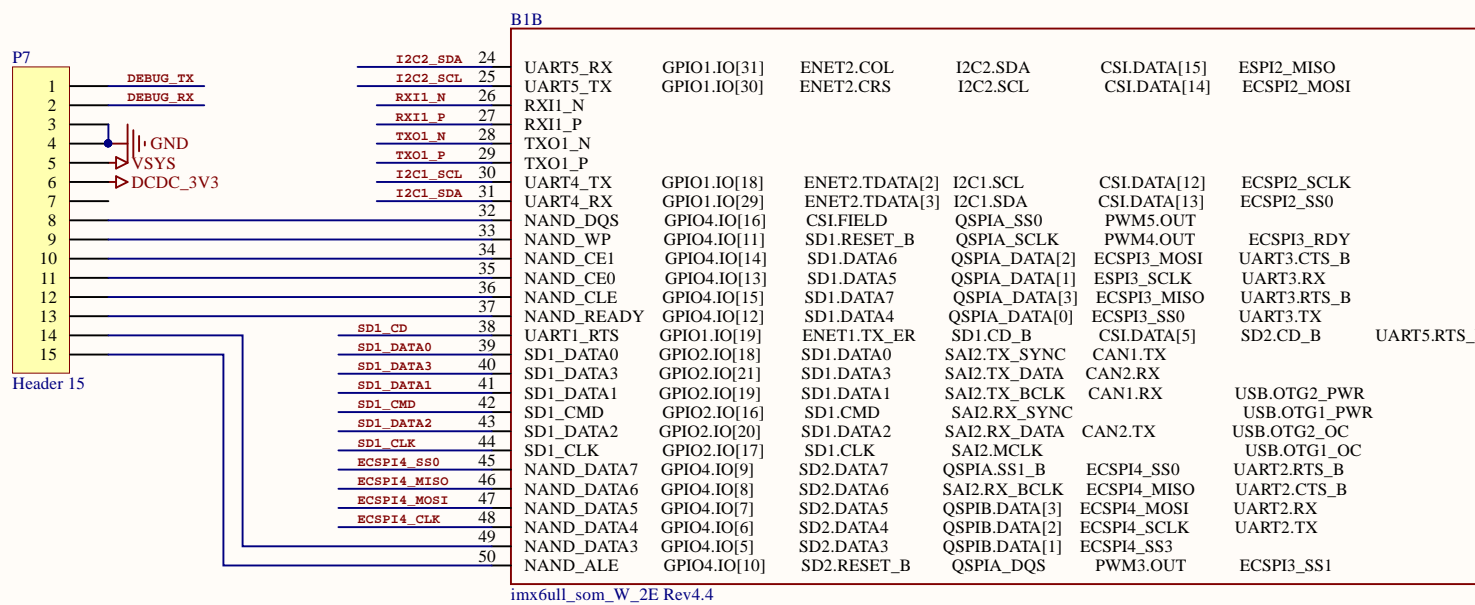 B1B
P7
1 DEBUG_TX
2 DEBUG_RX
3
4 GND
5 VSYS
6 DCDC_3V3
7
8
9
10
11
12
13
14
15
Header 15
I2C2_SDA 24 UART5_RX GPIO1.IO[31] ENET2.COL I2C2.SDA CSI.DATA[15] ESPI2_MISO
I2C2_SCL 25 UART5_TX GPIO1.IO[30] ENET2.CRS I2C2.SCL CSI.DATA[14] ECSPI2_MOSI
RXI1_N 26 RXI1_N
RXI1_P 27 RXI1_P
TXO1_N 28 TXO1_N
TXO1_P 29 TXO1_P
I2C1_SCL 30 UART4_TX GPIO1.IO[18] ENET2.TDATA[2] I2C1.SCL CSI.DATA[12] ECSPI2_SCLK
I2C1_SDA 31 UART4_RX GPIO1.IO[29] ENET2.TDATA[3] I2C1.SDA CSI.DATA[13] ECSPI2_SS0
32 NAND_DQS GPIO4.IO[16] CSI.FIELD QSPIA_SS0 PWM5.OUT
33 NAND_WP GPIO4.IO[11] SD1.RESET_B QSPIA_SCLK PWM4.OUT ECSPI3_RDY
34 NAND_CE1 GPIO4.IO[14] SD1.DATA6 QSPIA_DATA[2] ECSPI3_MOSI UART3.CTS_B
35 NAND_CE0 GPIO4.IO[13] SD1.DATA5 QSPIA_DATA[1] ESPI3_SCLK UART3.RX
36 NAND_CLE GPIO4.IO[15] SD1.DATA7 QSPIA_DATA[3] ECSPI3_MISO UART3.RTS_B
37 NAND_READY GPIO4.IO[12] SD1.DATA4 QSPIA_DATA[0] ECSPI3_SS0 UART3.TX
SD1_CD 38 UART1_RTS GPIO1.IO[19] ENET1.TX_ER SD1.CD_B CSI.DATA[5] SD2.CD_B UART5.RTS_
SD1_DATA0 39 SD1_DATA0 GPIO2.IO[18] SD1.DATA0 SAI2.TX_SYNC CAN1.TX
SD1_DATA3 40 SD1_DATA3 GPIO2.IO[21] SD1.DATA3 SAI2.TX_DATA CAN2.RX
SD1_DATA1 41 SD1_DATA1 GPIO2.IO[19] SD1.DATA1 SAI2.TX_BCLK CAN1.RX USB.OTG2_PWR
SD1_CMD 42 SD1_CMD GPIO2.IO[16] SD1.CMD SAI2.RX_SYNC USB.OTG1_PWR
SD1_DATA2 43 SD1_DATA2 GPIO2.IO[20] SD1.DATA2 SAI2.RX_DATA CAN2.TX USB.OTG2_OC
SD1_CLK 44 SD1_CLK GPIO2.IO[17] SD1.CLK SAI2.MCLK USB.OTG1_OC
ECSPI4_SS0 45 NAND_DATA7 GPIO4.IO[9] SD2.DATA7 QSPIA.SS1_B ECSPI4_SS0 UART2.RTS_B
ECSPI4_MISO 46 NAND_DATA6 GPIO4.IO[8] SD2.DATA6 SAI2.RX_BCLK ECSPI4_MISO UART2.CTS_B
ECSPI4_MOSI 47 NAND_DATA5 GPIO4.IO[7] SD2.DATA5 QSPIB.DATA[3] ECSPI4_MOSI UART2.RX
ECSPI4_CLK 48 NAND_DATA4 GPIO4.IO[6] SD2.DATA4 QSPIB.DATA[2] ECSPI4_SCLK UART2.TX
49 NAND_DATA3 GPIO4.IO[5] SD2.DATA3 QSPIB.DATA[1] ECSPI4_SS3
50 NAND_ALE GPIO4.IO[10] SD2.RESET_B QSPIA_DQS PWM3.OUT ECSPI3_SS1
imx6ull_som_W_2E Rev4.4